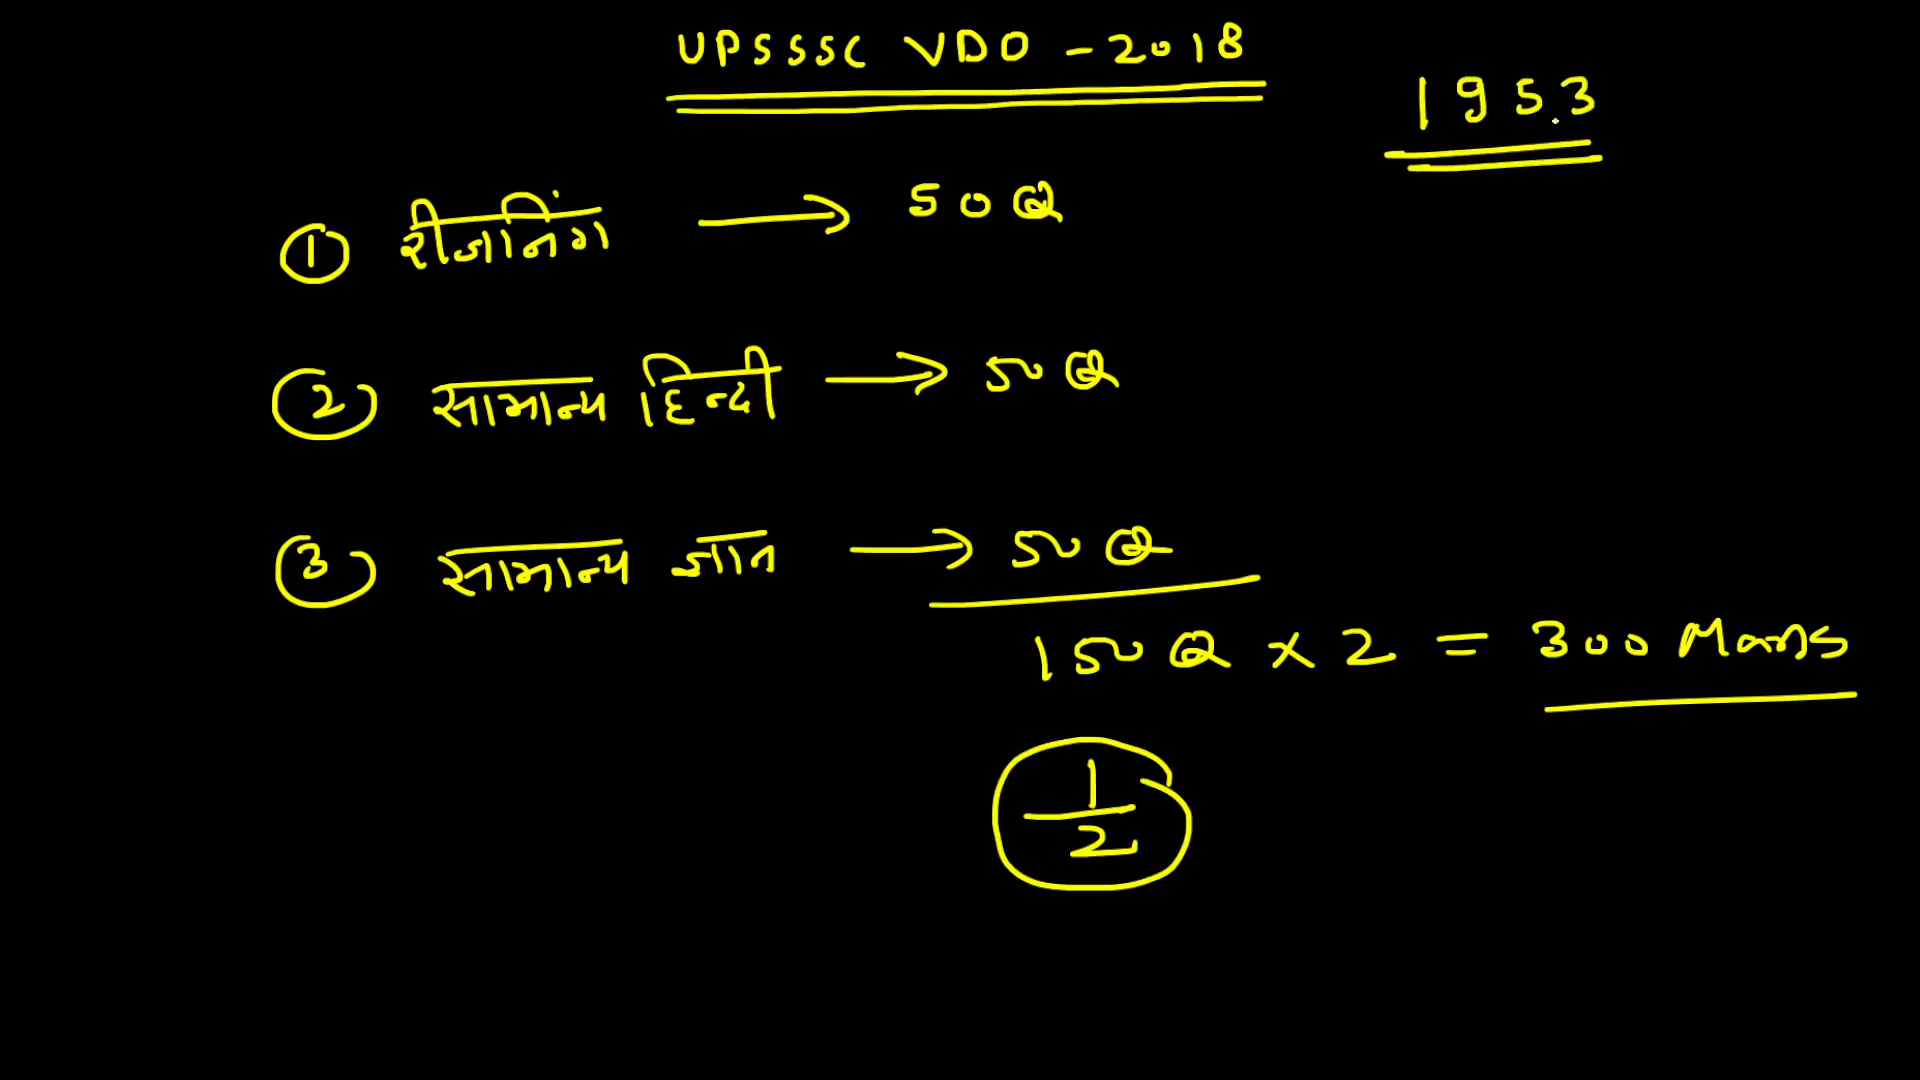 UPSSSC VDO - 2018
1953
① रीजनिंग → 50 Q
② सामान्य हिन्दी → 50 Q
③ सामान्य ज्ञान → 50 Q
150 Q × 2 = 300 Marks
1/2